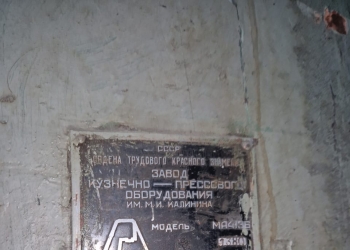 СССР
ОРДЕНА ТРУДОВОГО КРАСНОГО ЗНАМЕНИ
ЗАВОД
КУЗНЕЧНО — ПРЕССОВОГО
ОБОРУДОВАНИЯ
ИМ. М. И. КАЛИНИНА
МОДЕЛЬ